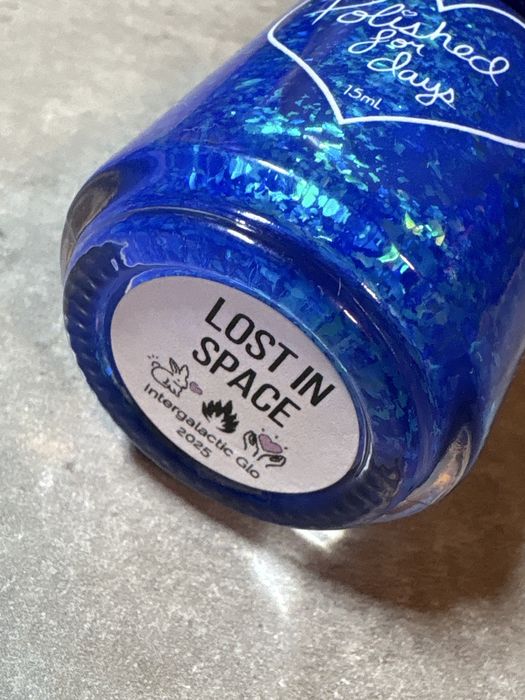 Polished
for
days
15mL
LOST IN
SPACE
Intergalactic Glo
2025